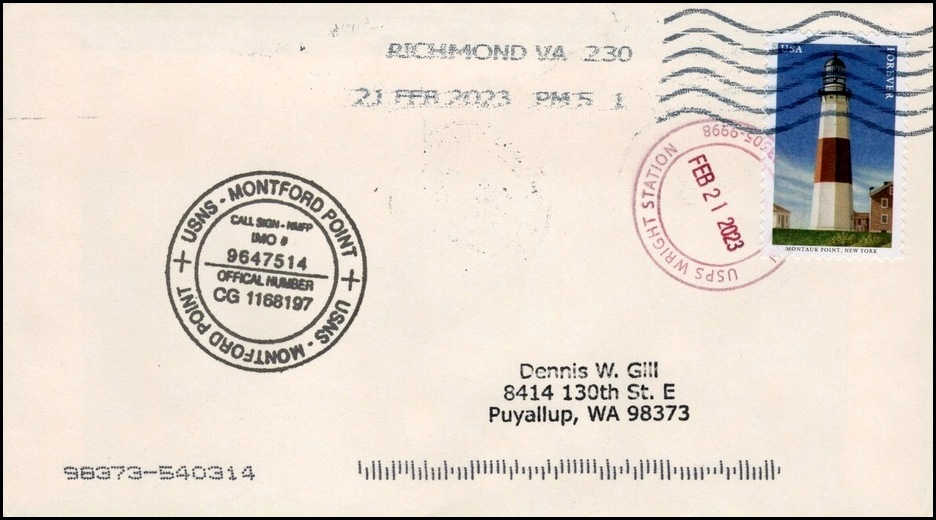 RICHMOND VA 230
21 FEB 2023 PM 5 1
USA
FOREVER
MONTAUK POINT, NEW YORK
USPS WRIGHT STATION
FEB 21 2023
505-9998
USNS - MONTFORD POINT
CALL SIGN - NMFP
IMO #
9647514
OFFICAL NUMBER
CG 1168197
USNS - MONTFORD POINT
Dennis W. Gill
8414 130th St. E
Puyallup, WA 98373
98373-540314